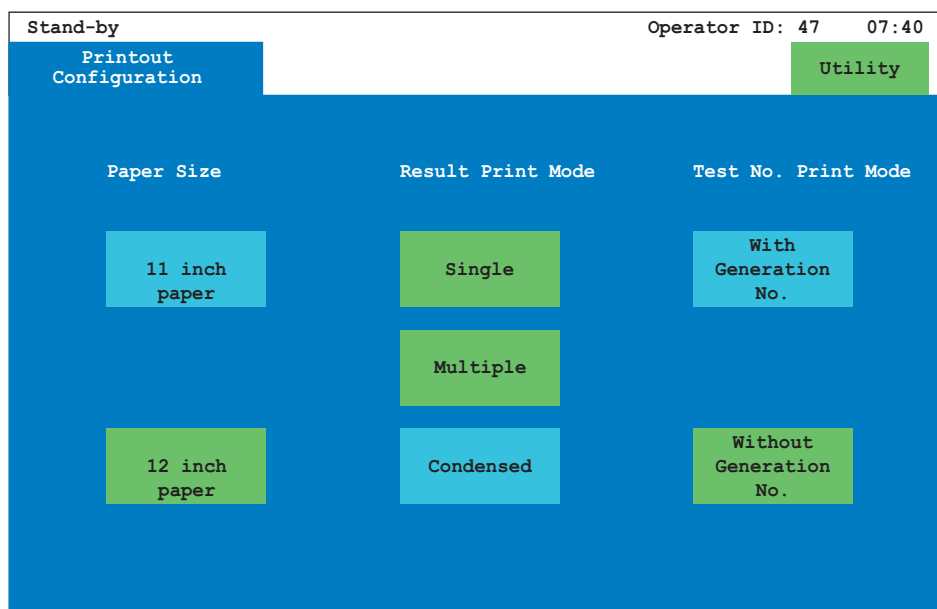 Stand-by Operator ID: 47 07:40
Printout
Configuration
Utility
Paper Size Result Print Mode Test No. Print Mode
11 inch
paper
Single
With
Generation
No.
Multiple
12 inch
paper
Condensed
Without
Generation
No.